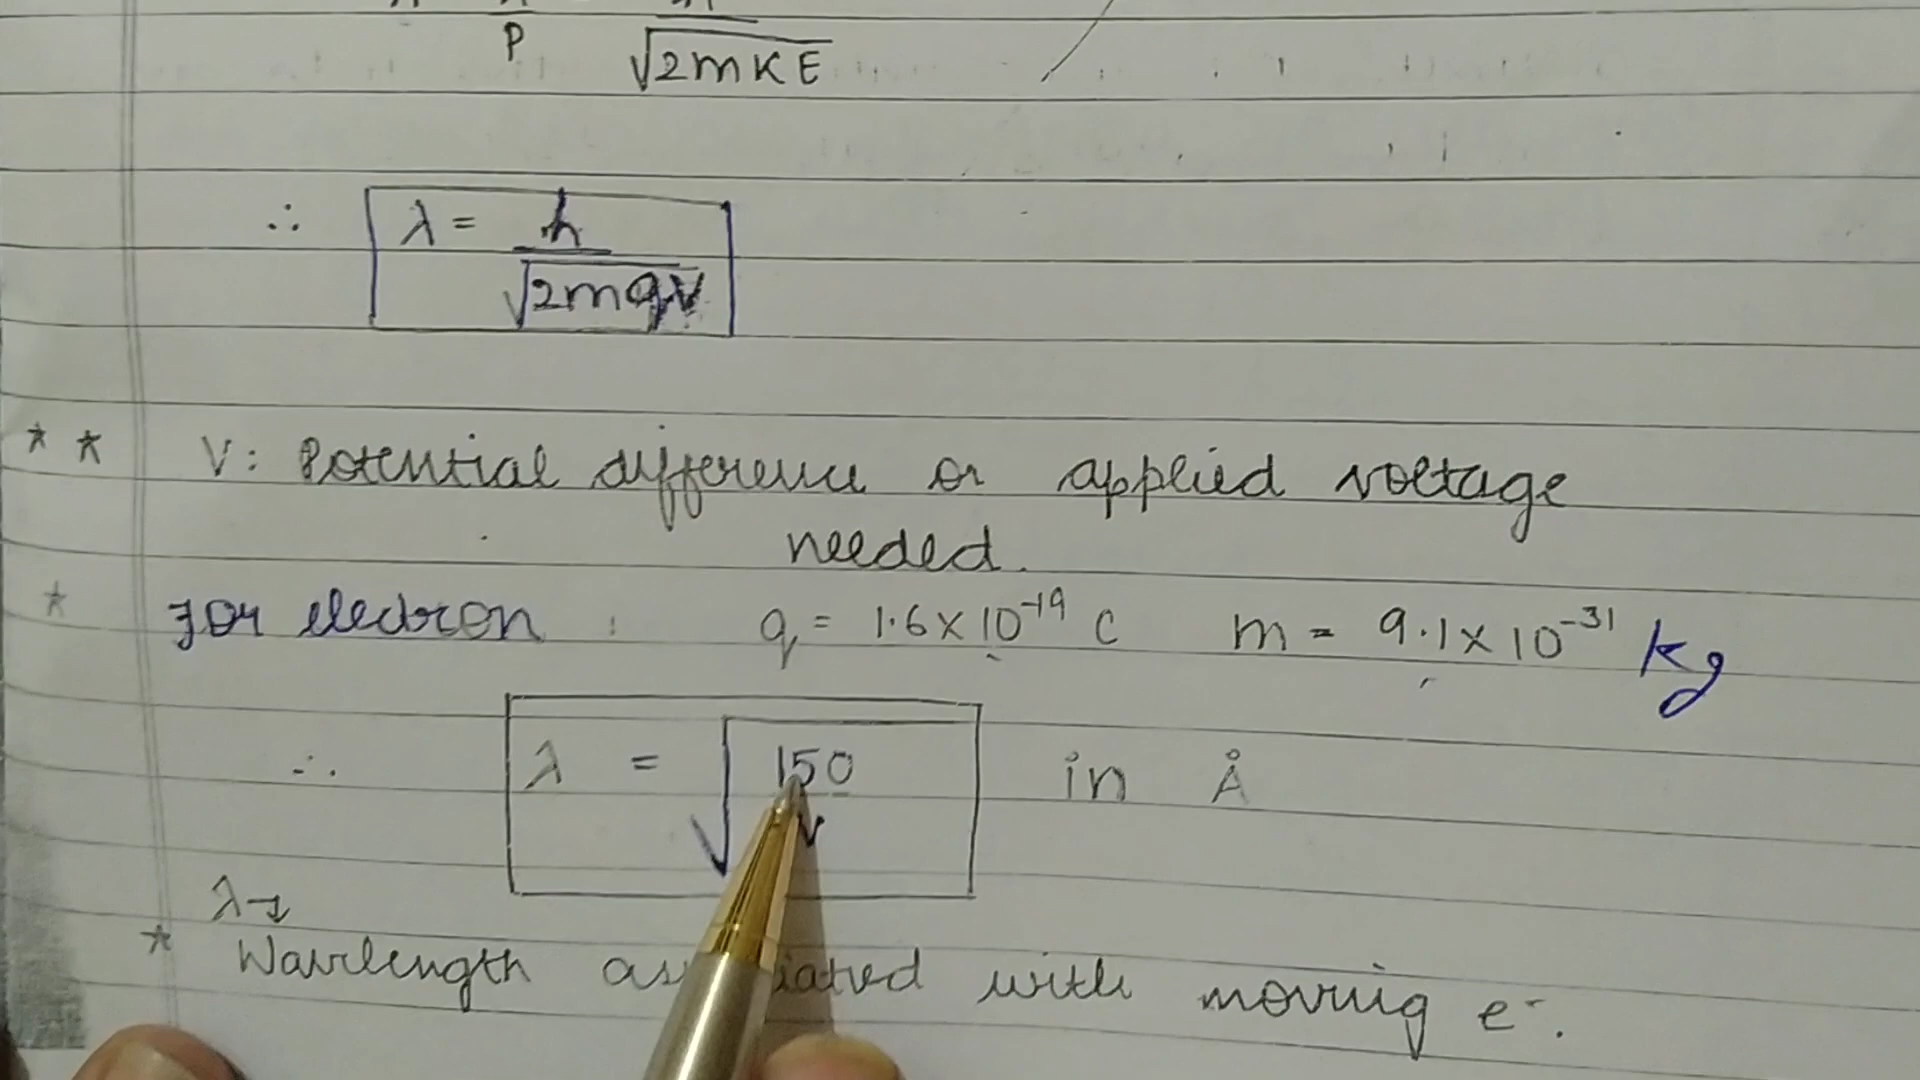 P √2mKE
∴ λ = h
√2mqV
** V: Potential difference or applied voltage
needed.
* For electron : q = 1.6 × 10⁻¹⁹ C m = 9.1 × 10⁻³¹ kg
∴ λ = √150 in Å
V
λ→
* Wavelength associated with moving e⁻.